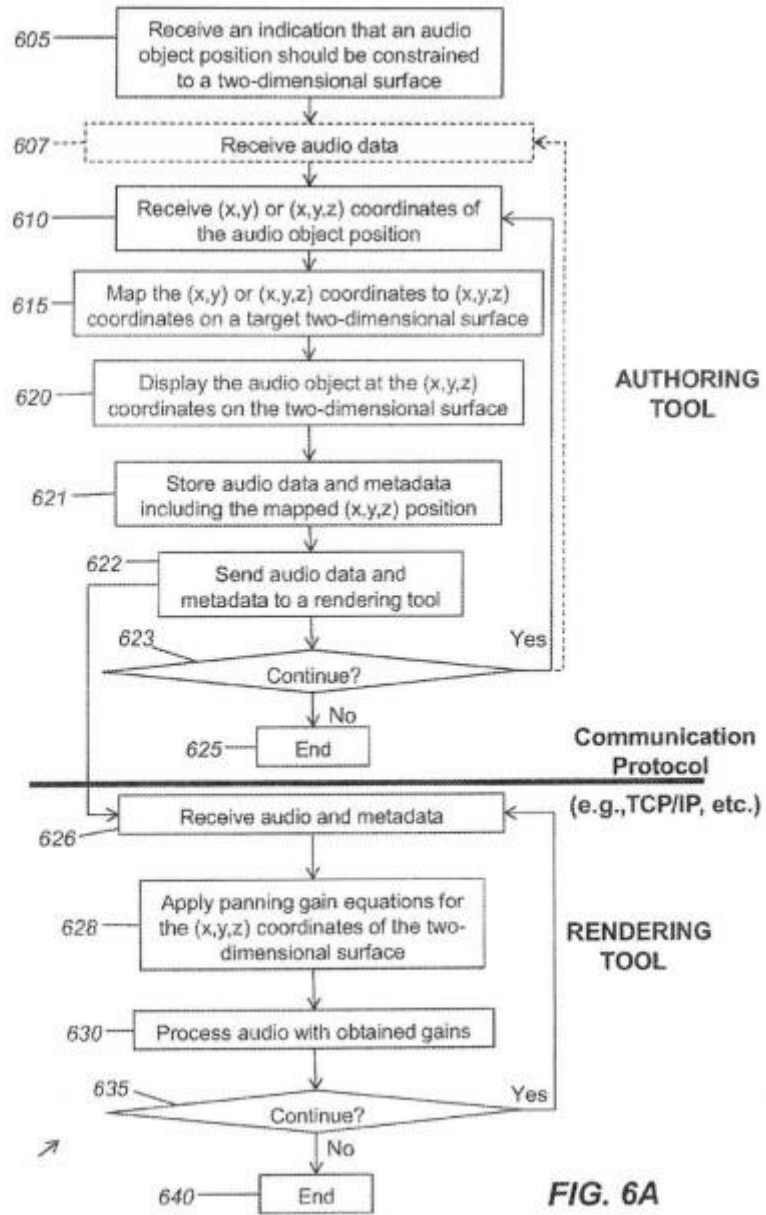 605
Receive an indication that an audio
object position should be constrained
to a two-dimensional surface
607
Receive audio data
610
Receive (x,y) or (x,y,z) coordinates of
the audio object position
615
Map the (x,y) or (x,y,z) coordinates to (x,y,z)
coordinates on a target two-dimensional surface
620
Display the audio object at the (x,y,z)
coordinates on the two-dimensional surface
AUTHORING
TOOL
621
Store audio data and metadata
including the mapped (x,y,z) position
622
Send audio data and
metadata to a rendering tool
623
Continue?
Yes
No
625
End
Communication
Protocol
(e.g.,TCP/IP, etc.)
626
Receive audio and metadata
628
Apply panning gain equations for
the (x,y,z) coordinates of the two-
dimensional surface
RENDERING
TOOL
630
Process audio with obtained gains
635
Continue?
Yes
No
640
End
FIG. 6A